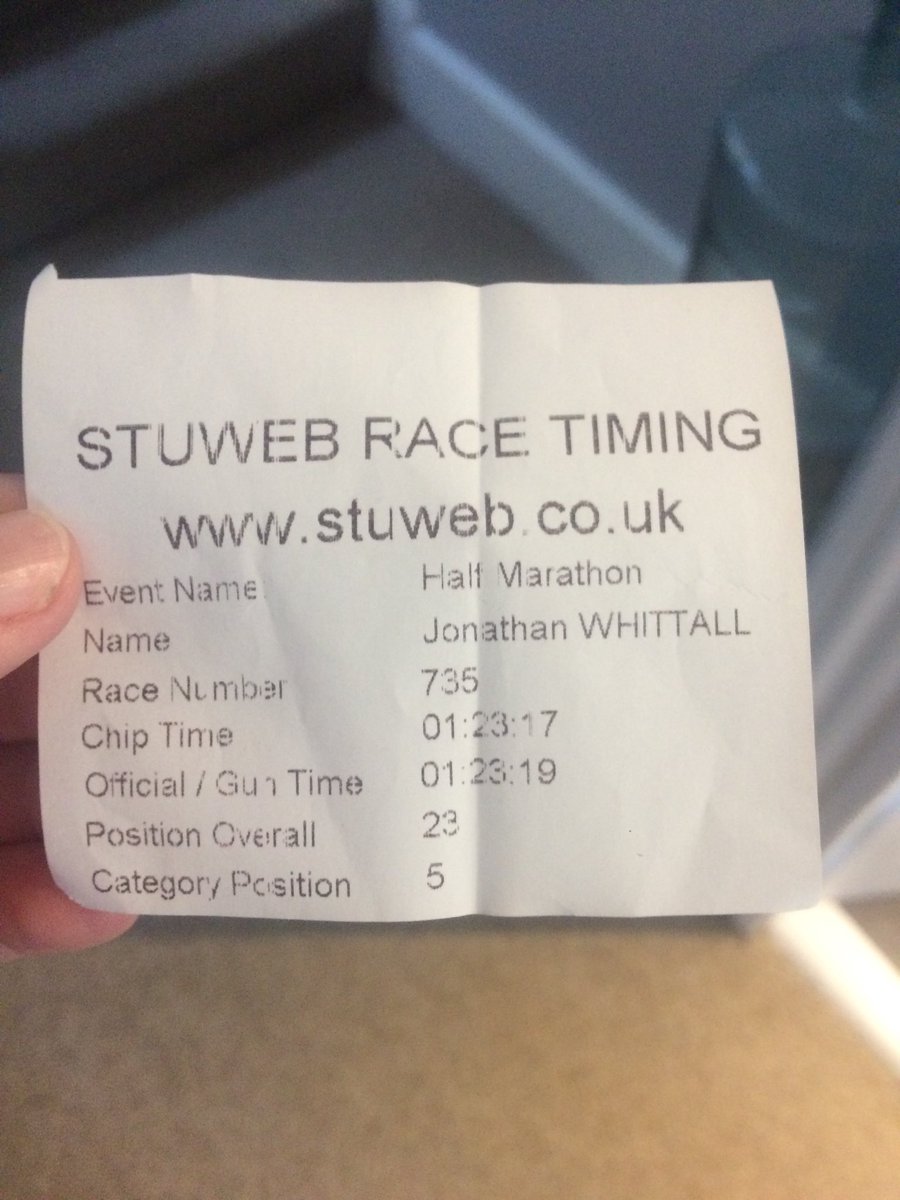 STUWEB RACE TIMING
www.stuweb.co.uk
Event Name Half Marathon
Name Jonathan WHITTALL
Race Number 735
Chip Time 01:23:17
Official / Gun Time 01:23:19
Position Overall 23
Category Position 5